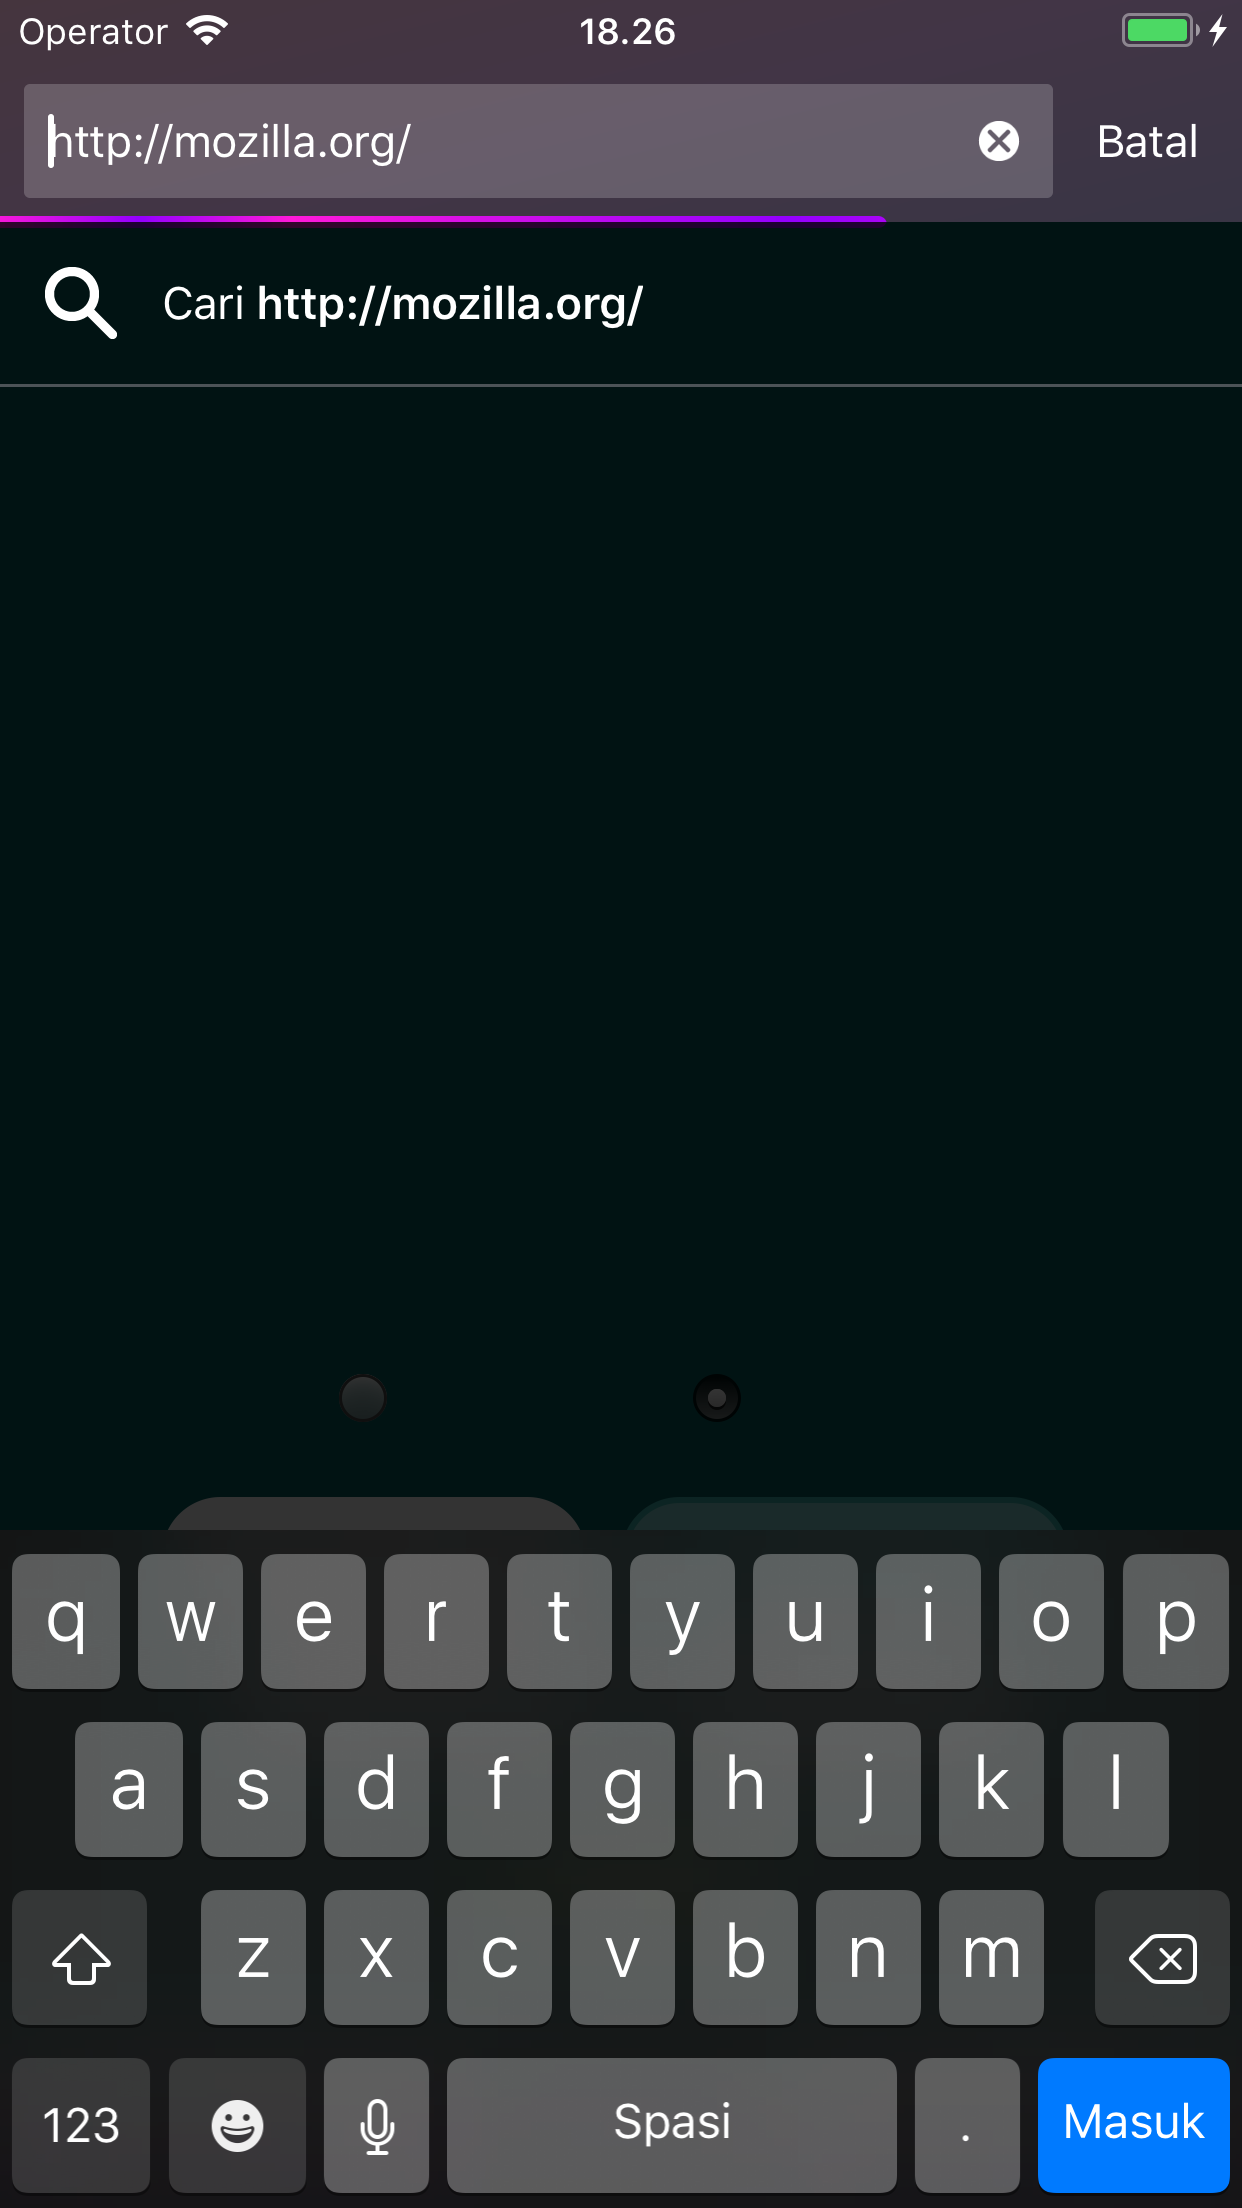 Operator 18.26
http://mozilla.org/ Batal
Cari http://mozilla.org/
q w e r t y u i o p
a s d f g h j k l
z x c v b n m
123 Spasi . Masuk